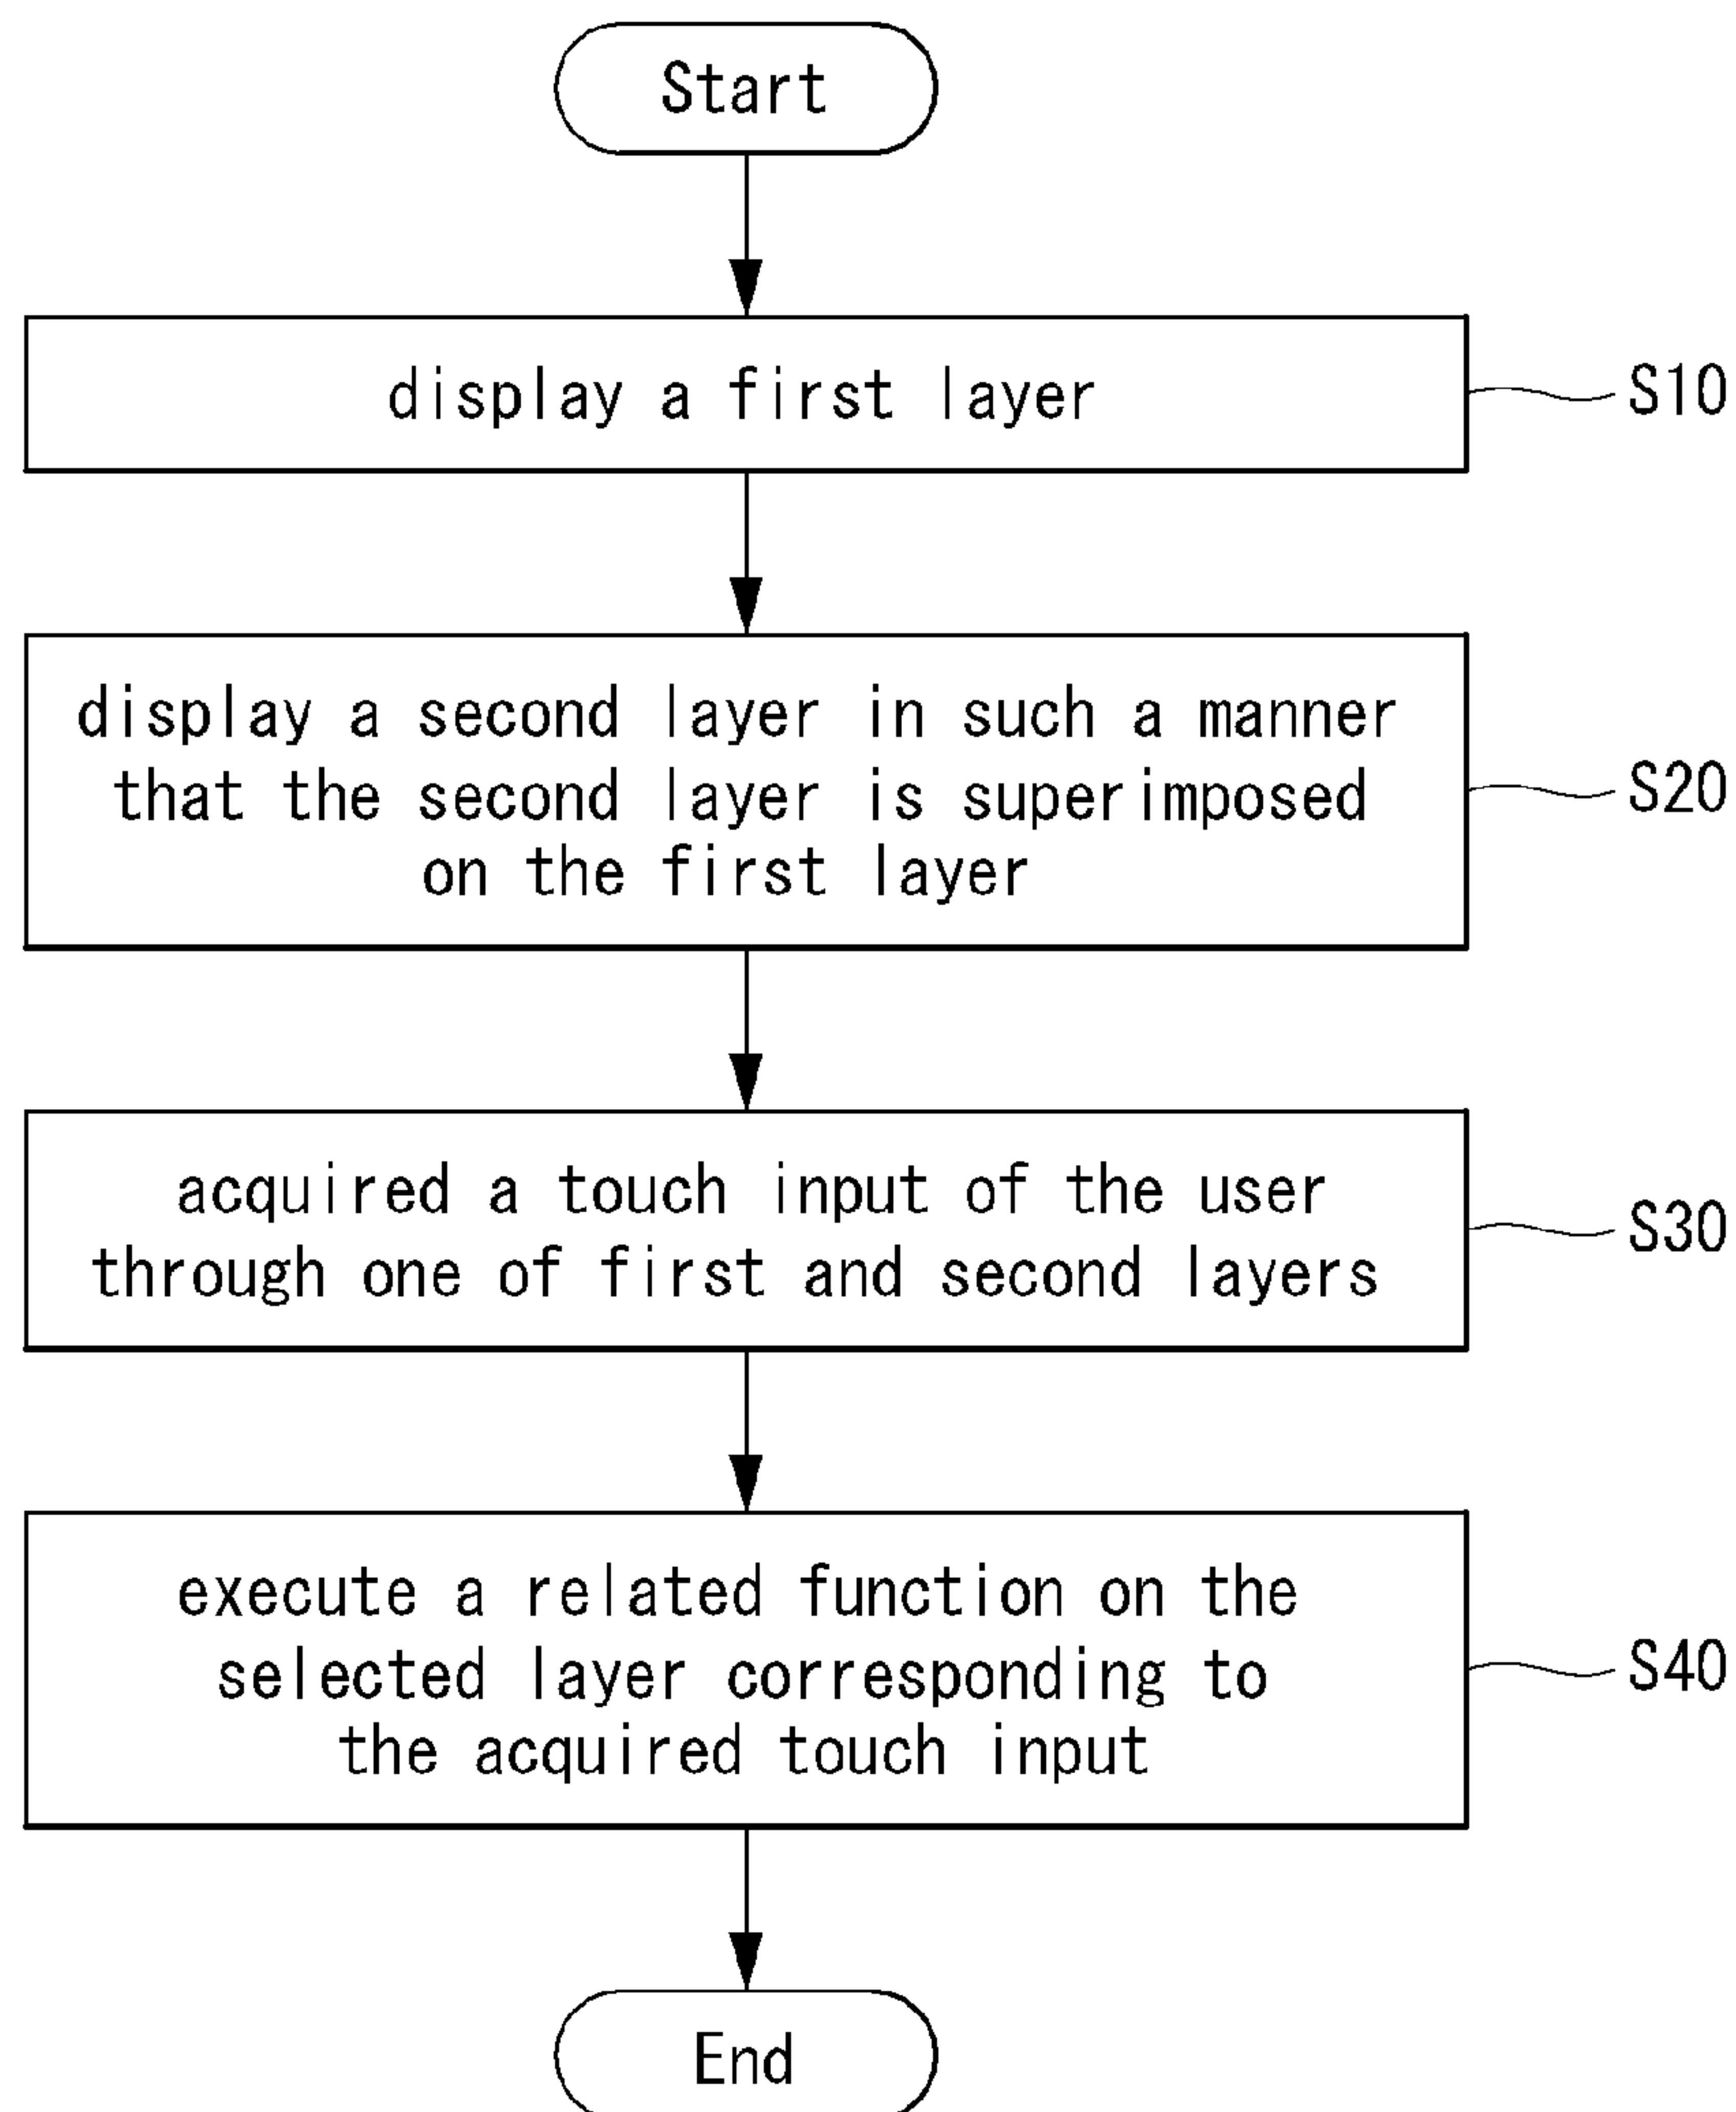 Start
display a first layer
S10
display a second layer in such a manner
that the second layer is superimposed
on the first layer
S20
acquired a touch input of the user
through one of first and second layers
S30
execute a related function on the
selected layer corresponding to
the acquired touch input
S40
End